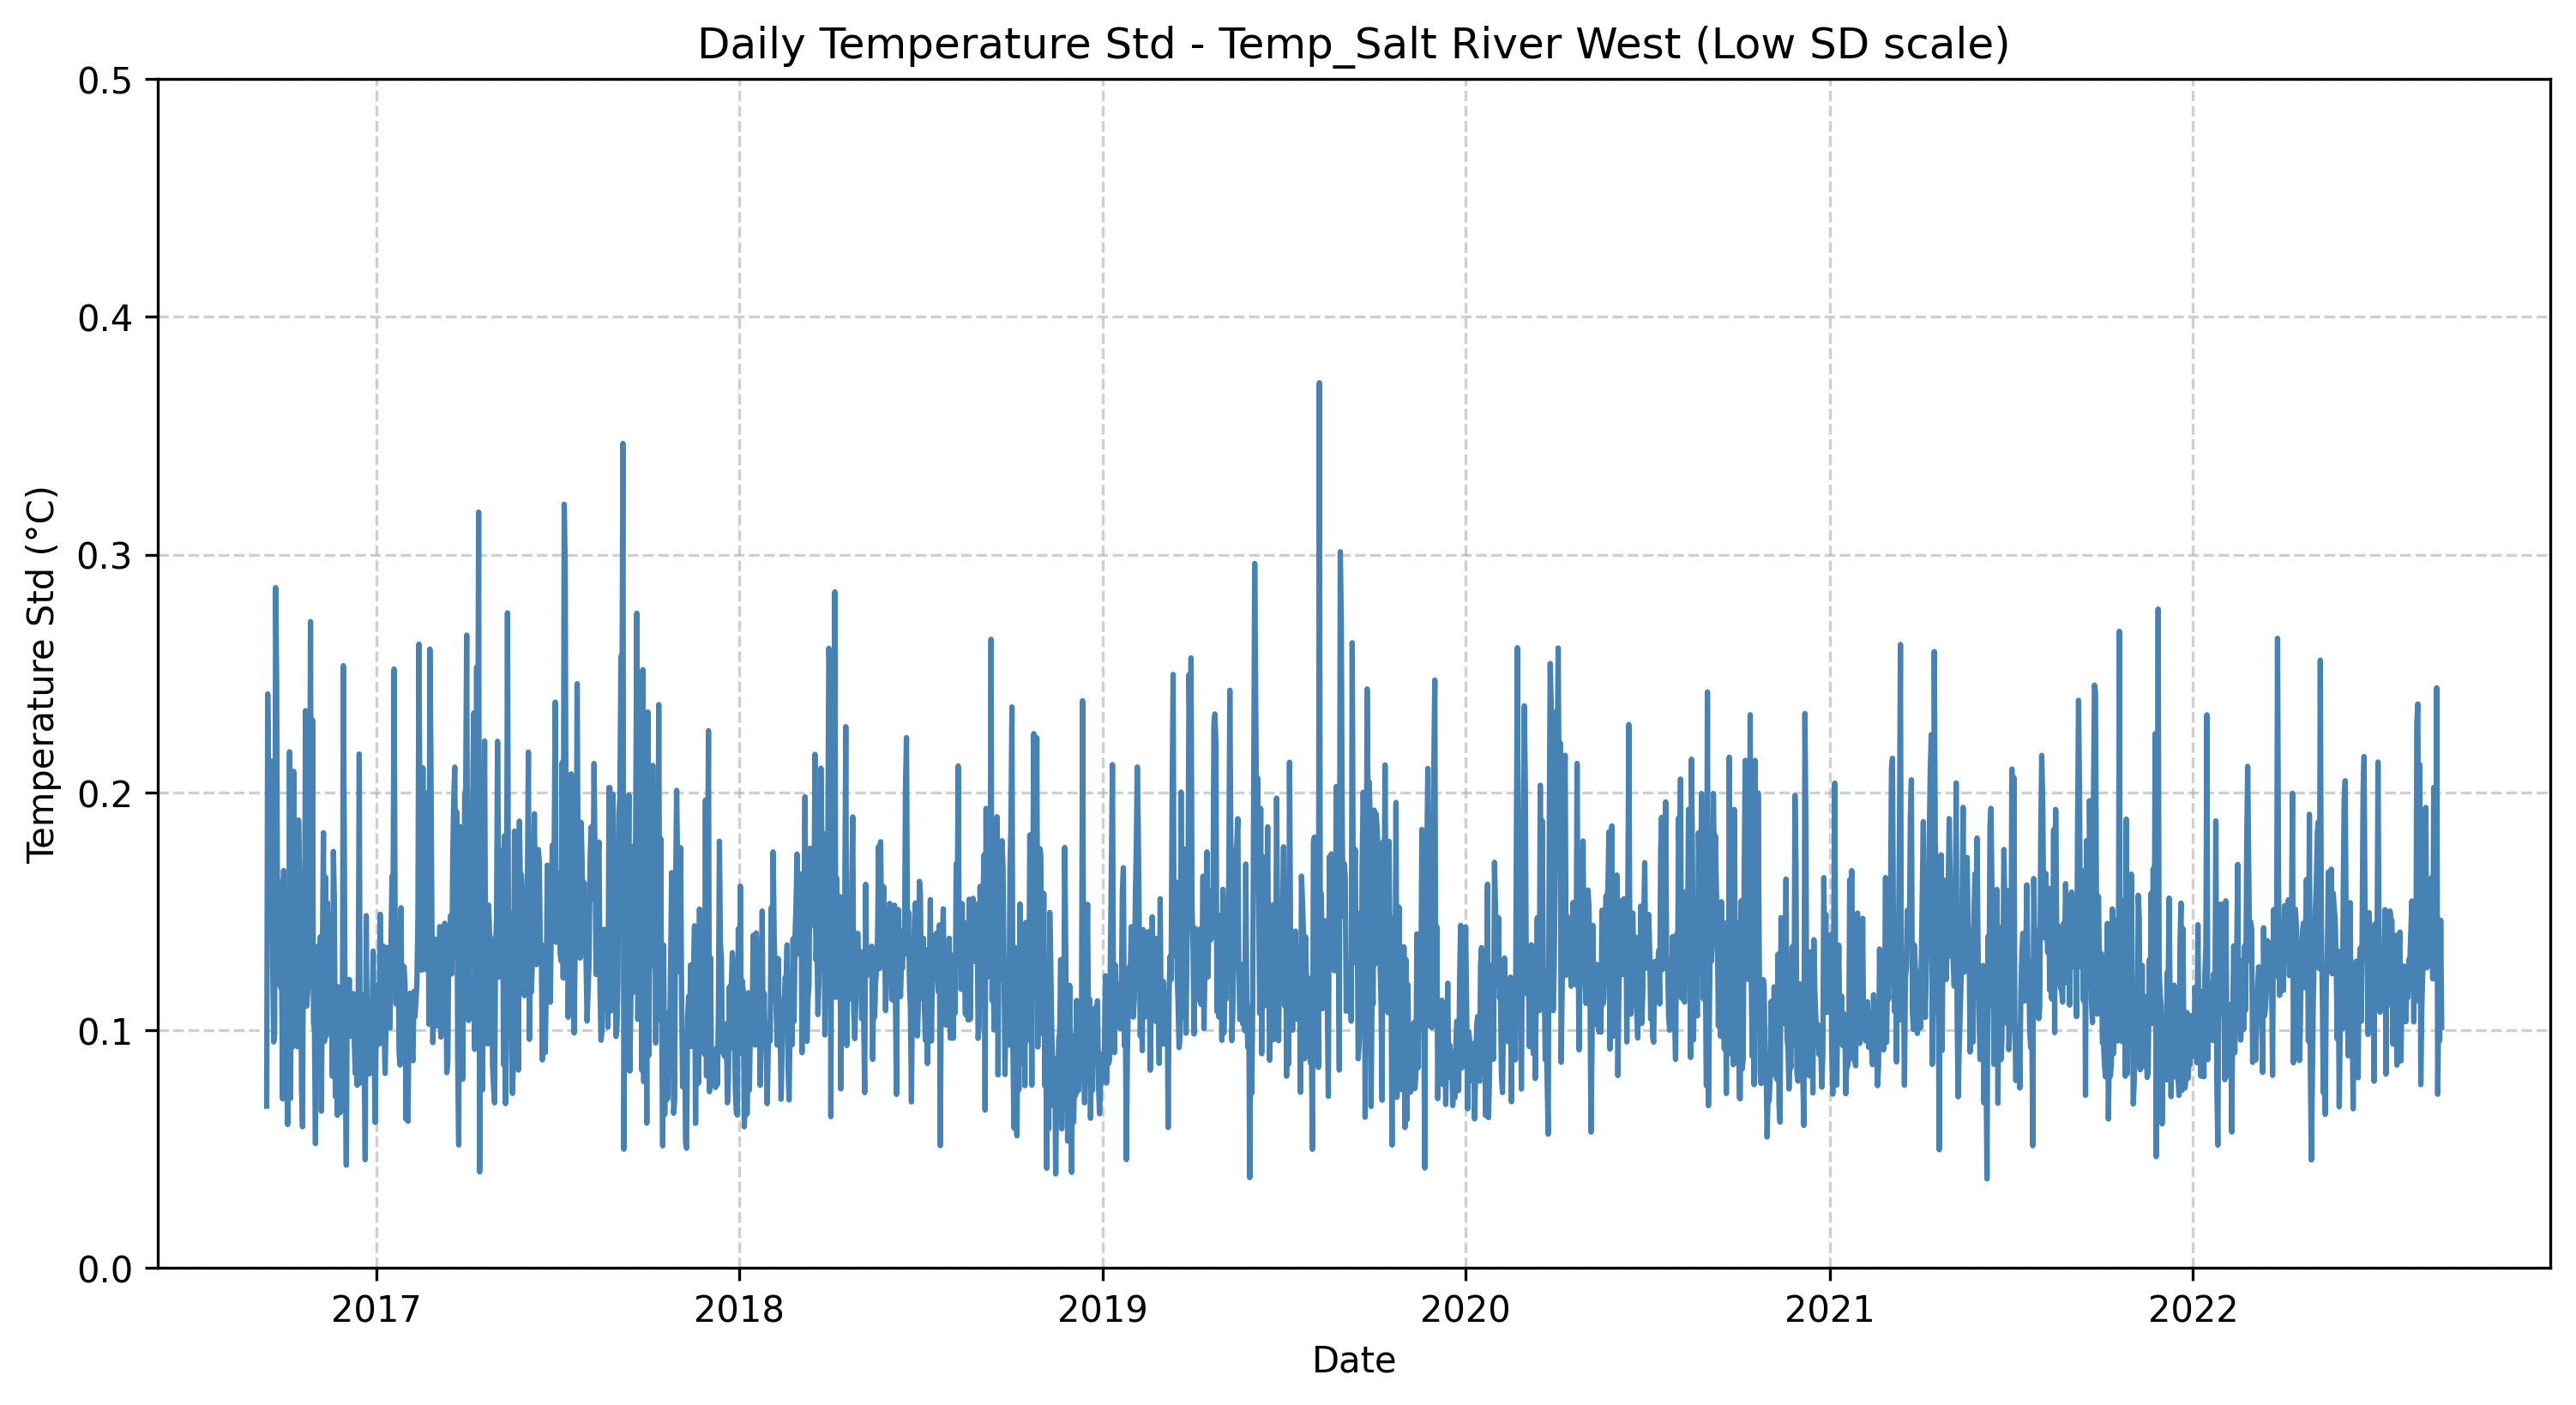 Daily Temperature Std - Temp_Salt River West (Low SD scale)
0.5
0.4
0.3
0.2
0.1
0.0
Temperature Std (°C)
2017 2018 2019 2020 2021 2022
Date